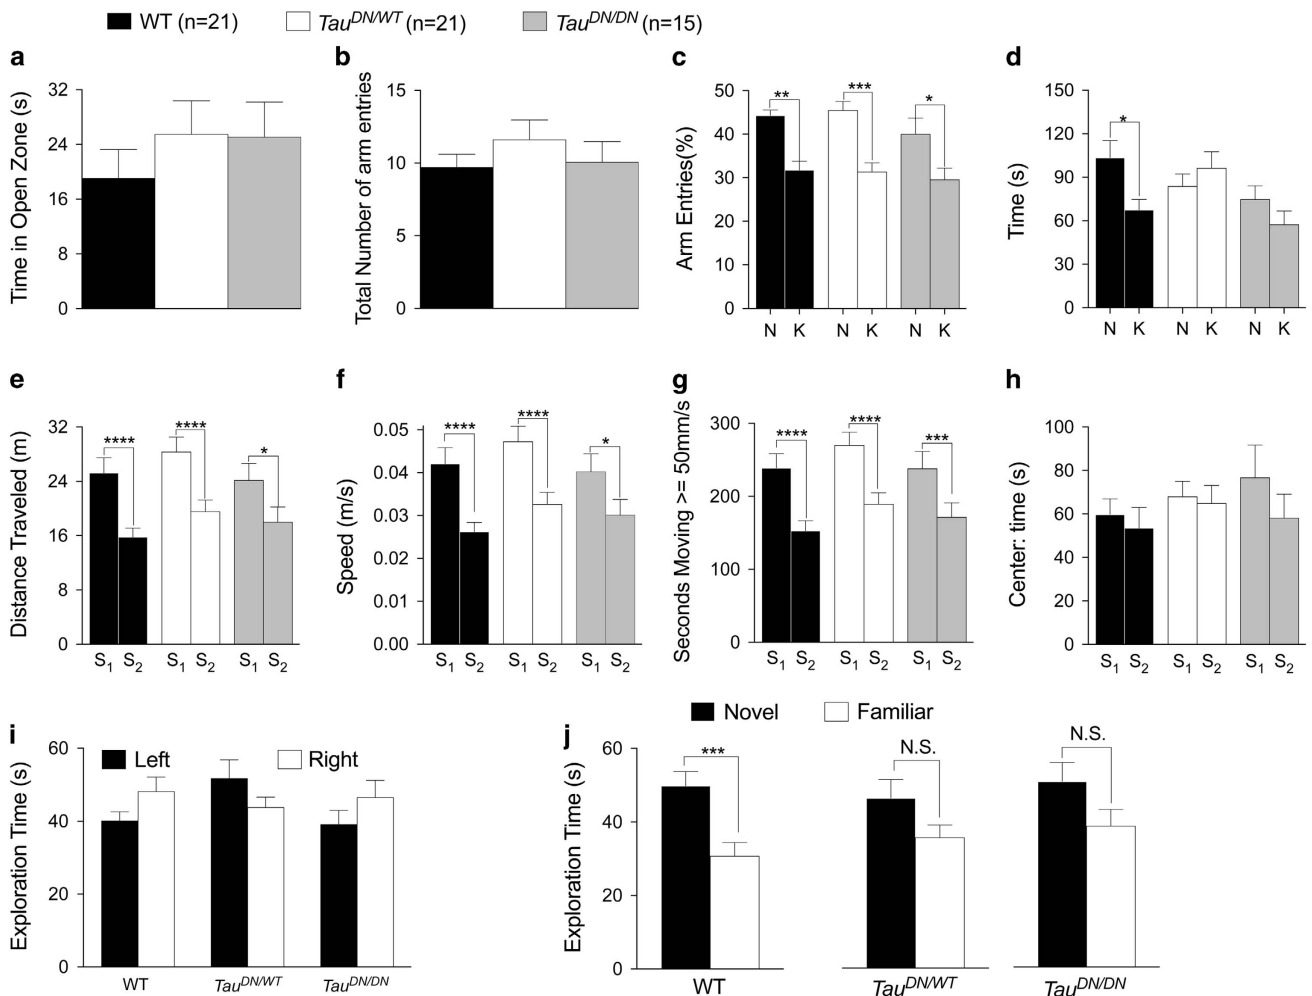 WT (n=21) Tau^DN/WT (n=21) Tau^DN/DN (n=15)
a b c d
Time in Open Zone (s)
32
24
16
8
0
Total Number of arm entries
15
10
5
0
Arm Entries(%)
50
40
30
20
10
0
** *** *
N K N K N K
Time (s)
150
120
90
60
30
0
*
N K N K N K
e f g h
Distance Traveled (m)
32
24
16
8
0
**** **** *
S1 S2 S1 S2 S1 S2
Speed (m/s)
0.05
0.04
0.03
0.02
0.01
0.00
**** **** *
S1 S2 S1 S2 S1 S2
Seconds Moving >= 50mm/s
300
200
100
0
**** **** ***
S1 S2 S1 S2 S1 S2
Center: time (s)
100
80
60
40
20
0
S1 S2 S1 S2 S1 S2
i
Exploration Time (s)
60
40
20
0
Left Right
WT Tau^DN/WT Tau^DN/DN
j
Novel Familiar
Exploration Time (s)
60
40
20
0
*** N.S. N.S.
WT Tau^DN/WT Tau^DN/DN